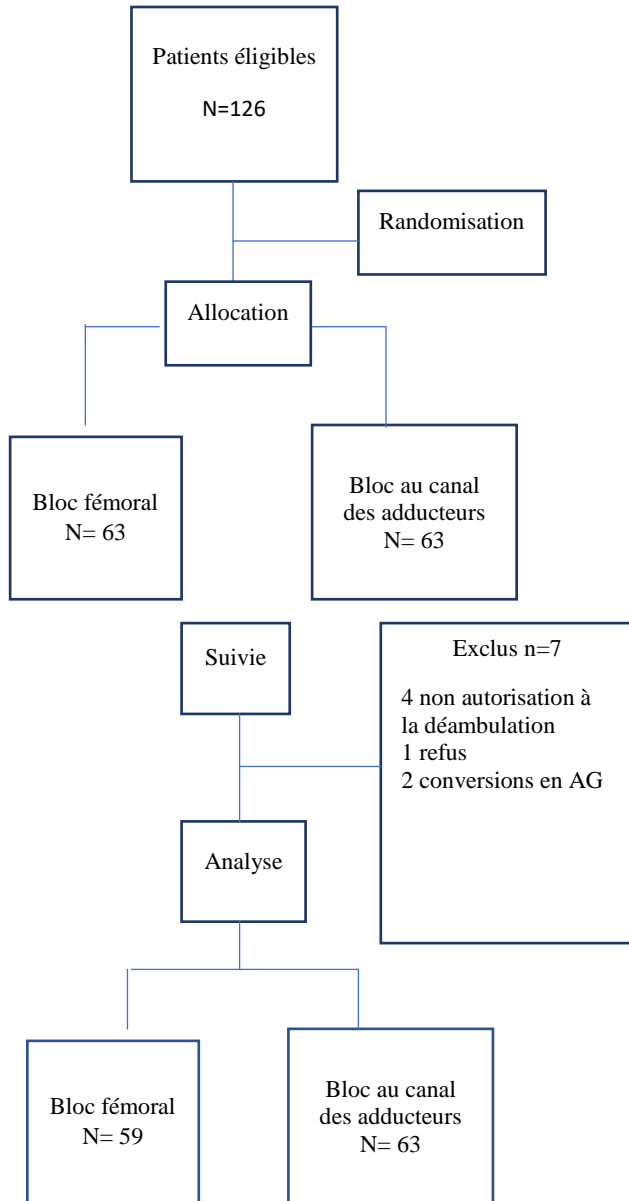 Patients éligibles
N=126
Randomisation
Allocation
Bloc fémoral
N= 63
Bloc au canal
des adducteurs
N= 63
Suivie
Exclus n=7
4 non autorisation à
la déambulation
1 refus
2 conversions en AG
Analyse
Bloc fémoral
N= 59
Bloc au canal
des adducteurs
N= 63